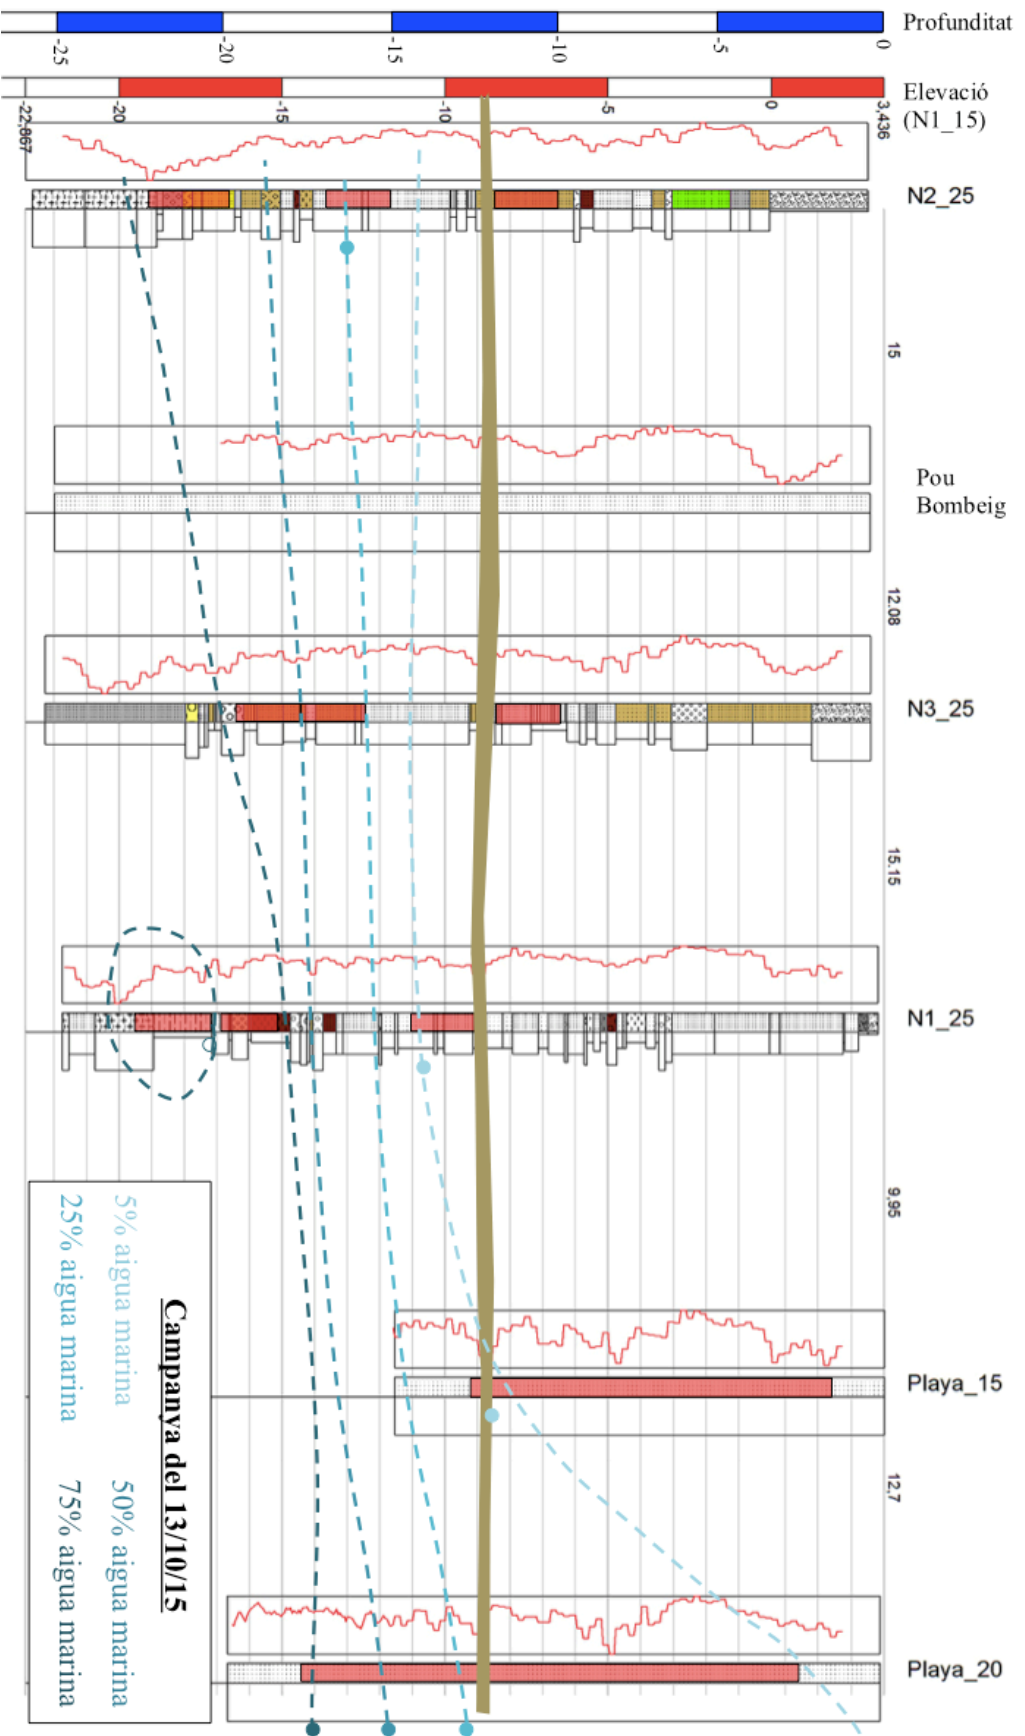 Profunditat
0
-5
-10
-15
-20
-25
Elevació
(N1_15)
3,436
0
-5
-10
-15
-20
-22,667
N2_25
15
Pou
Bombeig
12.08
N3_25
15.15
N1_25
9,95
Playa_15
12,7
Playa_20
Campanya del 13/10/15
5% aigua marina
50% aigua marina
25% aigua marina
75% aigua marina